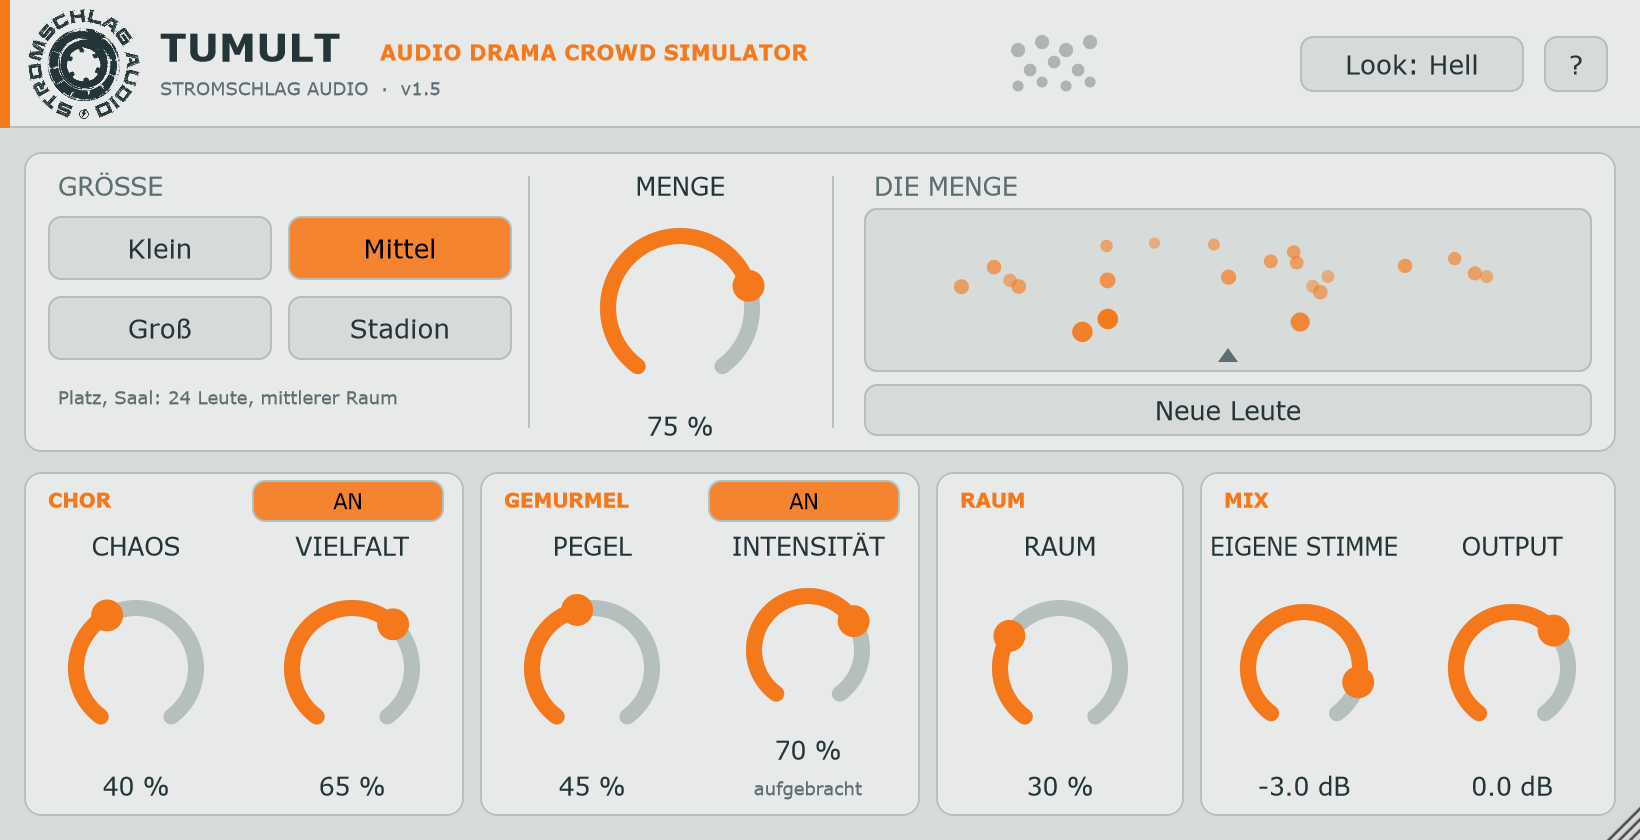 STROMSCHLAG AUDIO
TUMULT
AUDIO DRAMA CROWD SIMULATOR
STROMSCHLAG AUDIO · v1.5
Look: Hell
?
GRÖSSE
Klein
Mittel
Groß
Stadion
Platz, Saal: 24 Leute, mittlerer Raum
MENGE
75 %
DIE MENGE
Neue Leute
CHOR
AN
CHAOS
VIELFALT
40 %
65 %
GEMURMEL
AN
PEGEL
INTENSITÄT
45 %
70 %
aufgebracht
RAUM
RAUM
30 %
MIX
EIGENE STIMME
OUTPUT
-3.0 dB
0.0 dB